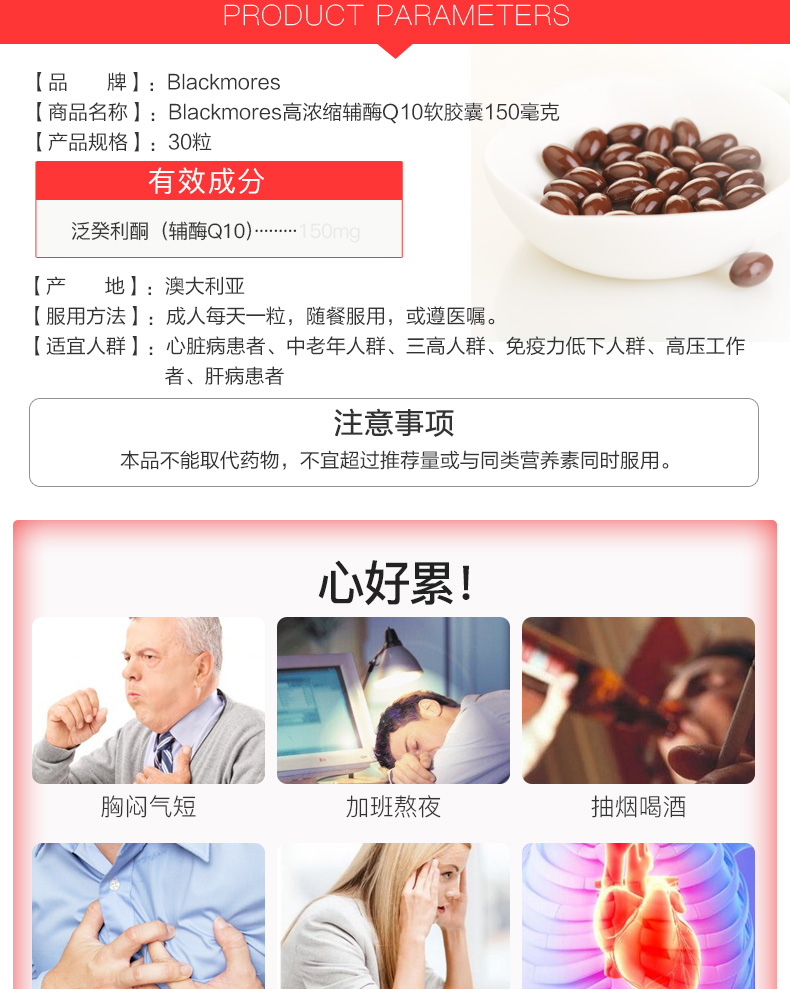 PRODUCT PARAMETERS
【品　　牌】：Blackmores
【商品名称】：Blackmores高浓缩辅酶Q10软胶囊150毫克
【产品规格】：30粒
有效成分
泛癸利酮（辅酶Q10）·········150mg
【产　　地】：澳大利亚
【服用方法】：成人每天一粒，随餐服用，或遵医嘱。
【适宜人群】：心脏病患者、中老年人群、三高人群、免疫力低下人群、高压工作
者、肝病患者
注意事项
本品不能取代药物，不宜超过推荐量或与同类营养素同时服用。
心好累！
胸闷气短
加班熬夜
抽烟喝酒